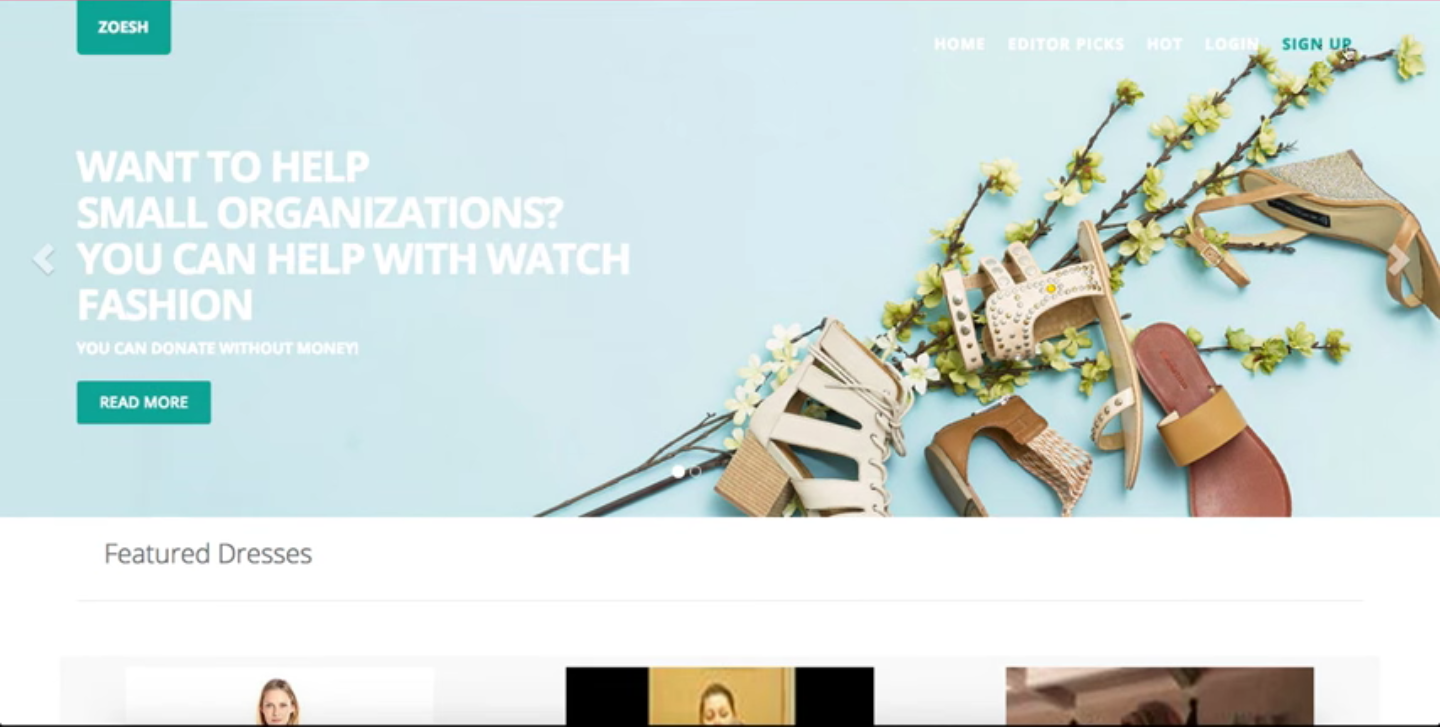 ZOESH
HOME EDITOR PICKS HOT LOGIN SIGN UP
WANT TO HELP
SMALL ORGANIZATIONS?
YOU CAN HELP WITH WATCH
FASHION
YOU CAN DONATE WITHOUT MONEY!
READ MORE
Featured Dresses